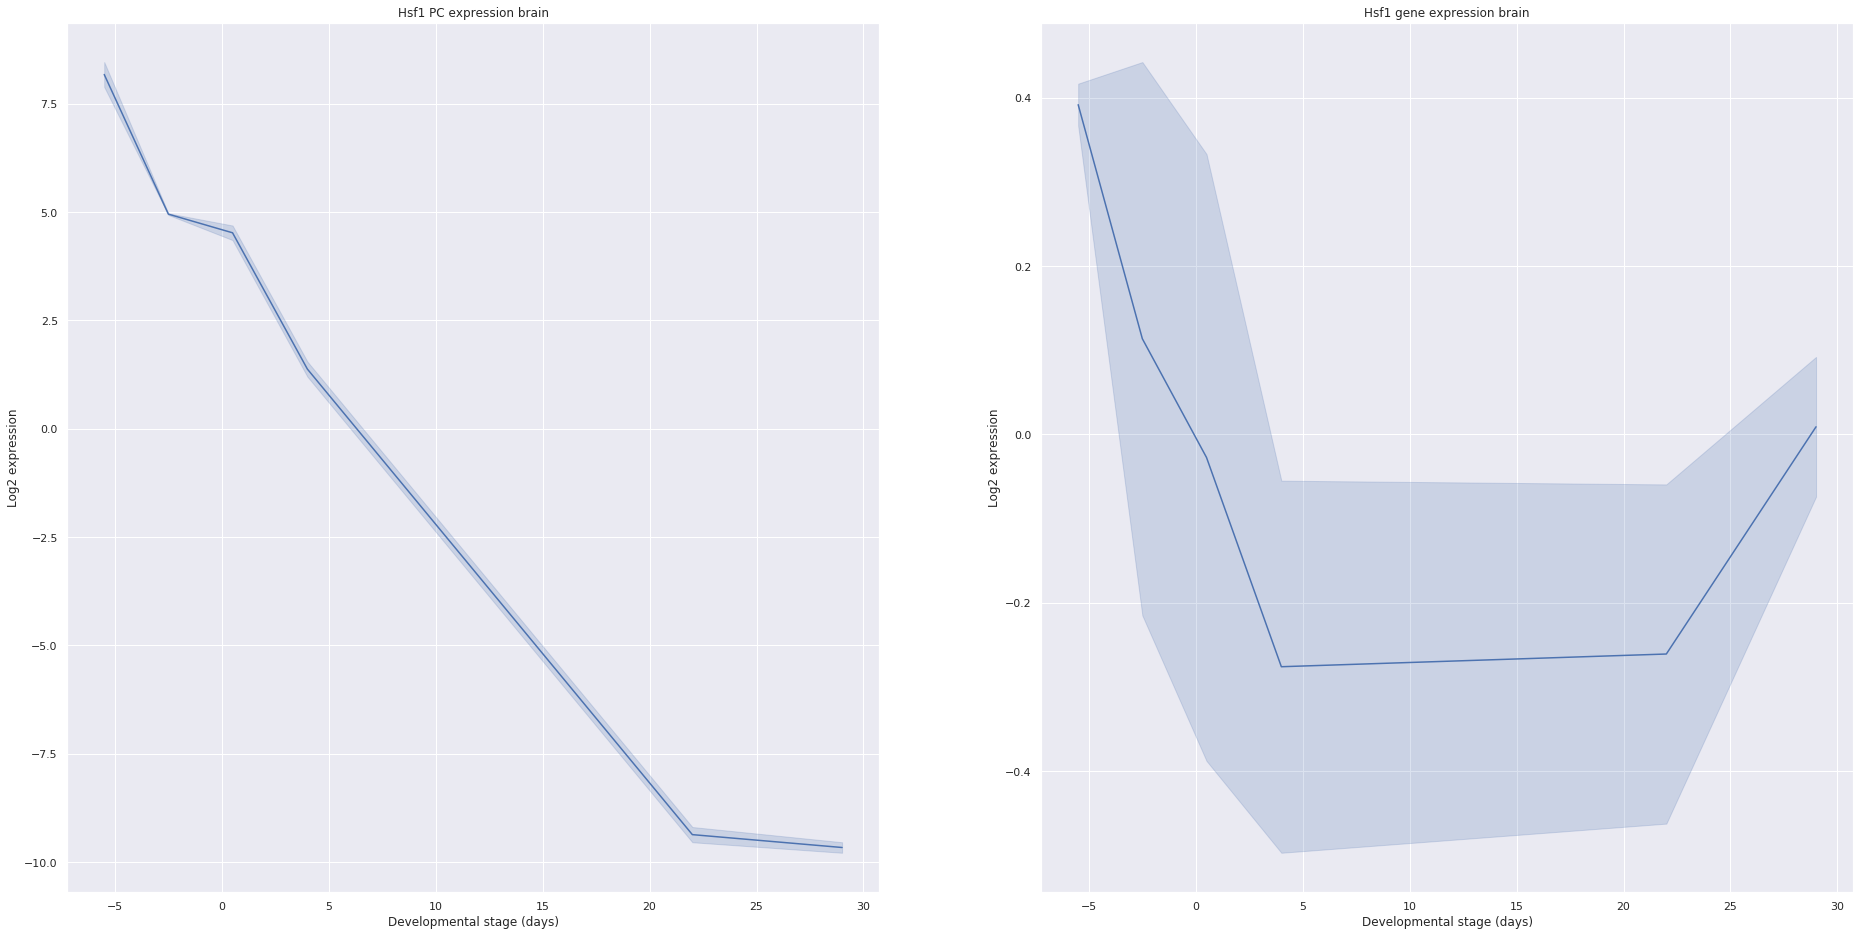 Hsf1 PC expression brain
Log2 expression
7.5
5.0
2.5
0.0
−2.5
−5.0
−7.5
−10.0
−5 0 5 10 15 20 25 30
Developmental stage (days)
Hsf1 gene expression brain
Log2 expression
0.4
0.2
0.0
−0.2
−0.4
−5 0 5 10 15 20 25 30
Developmental stage (days)